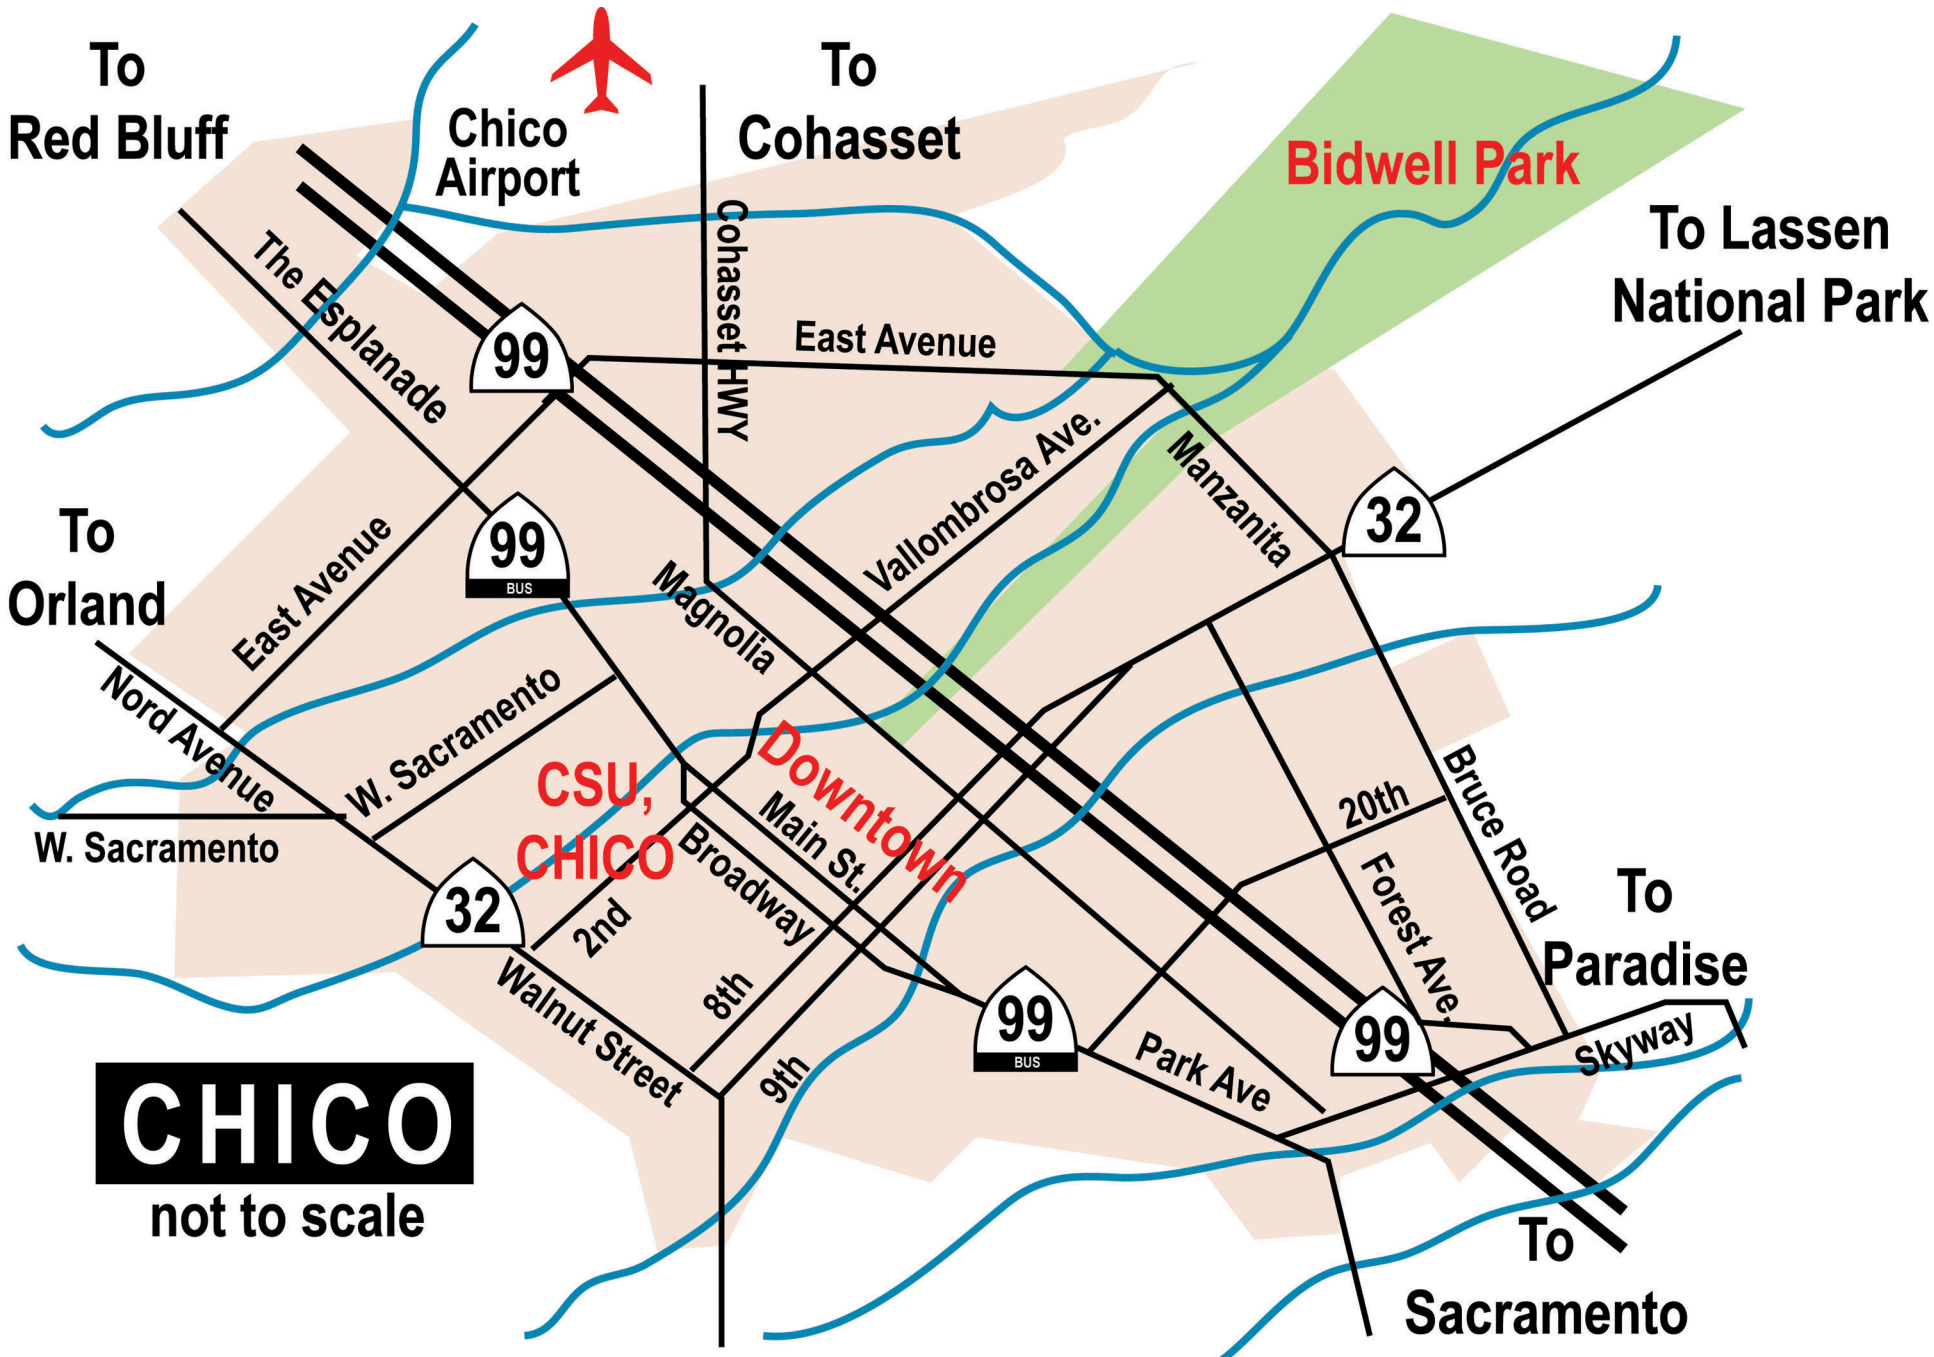 To
Red Bluff
Chico
Airport
To
Cohasset
Bidwell Park
To Lassen
National Park
The Esplanade
Cohasset HWY
99
East Avenue
Vallombrosa Ave.
Manzanita
32
To
Orland
99
BUS
East Avenue
Magnolia
Nord Avenue
W. Sacramento
W. Sacramento
CSU,
CHICO
Downtown
Main St.
Broadway
20th
Bruce Road
Forest Ave.
To
Paradise
32
2nd
8th
9th
Walnut Street
99
BUS
Park Ave
99
Skyway
CHICO
not to scale
To
Sacramento